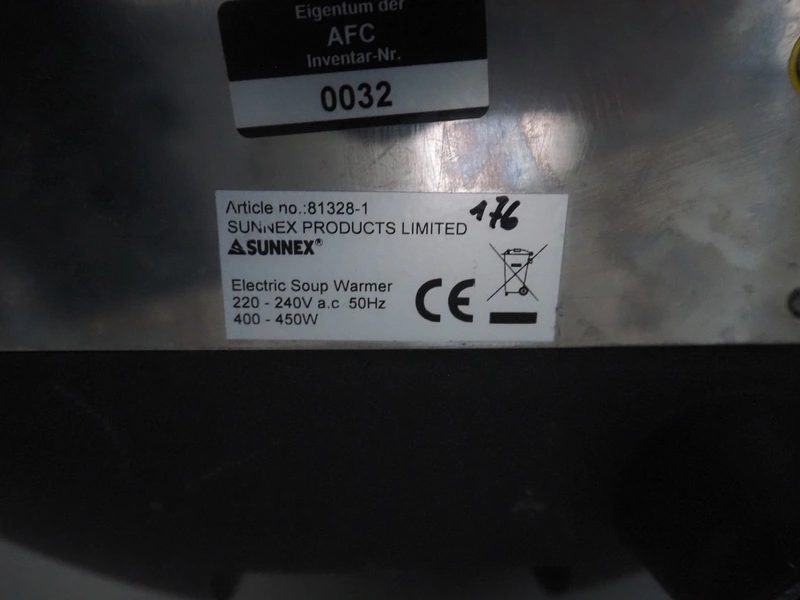 Eigentum der
AFC
Inventar-Nr.
0032
Article no.:81328-1
176
SUNNEX PRODUCTS LIMITED
SUNNEX®
Electric Soup Warmer
220 - 240V a.c 50Hz
400 - 450W
CE